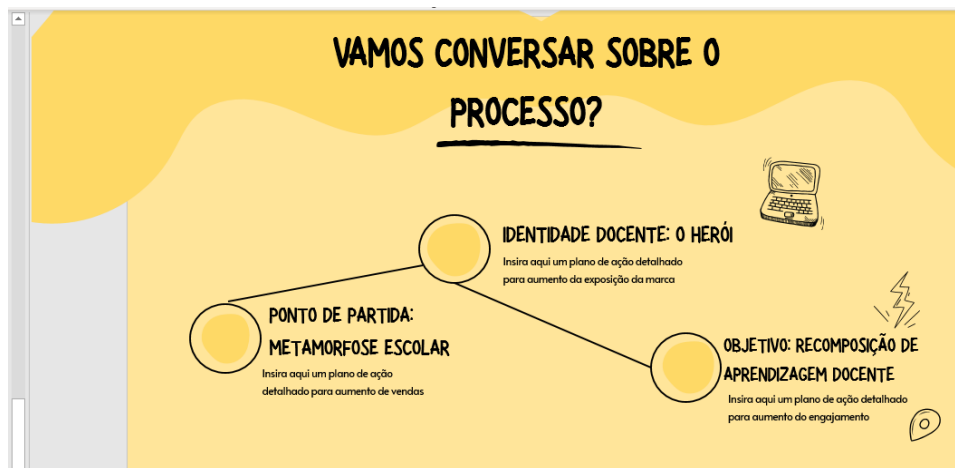 VAMOS CONVERSAR SOBRE O
PROCESSO?
IDENTIDADE DOCENTE: O HERÓI
Insira aqui um plano de ação detalhado
para aumento da exposição da marca
PONTO DE PARTIDA:
METAMORFOSE ESCOLAR
Insira aqui um plano de ação
detalhado para aumento de vendas
OBJETIVO: RECOMPOSIÇÃO DE
APRENDIZAGEM DOCENTE
Insira aqui um plano de ação detalhado
para aumento do engajamento